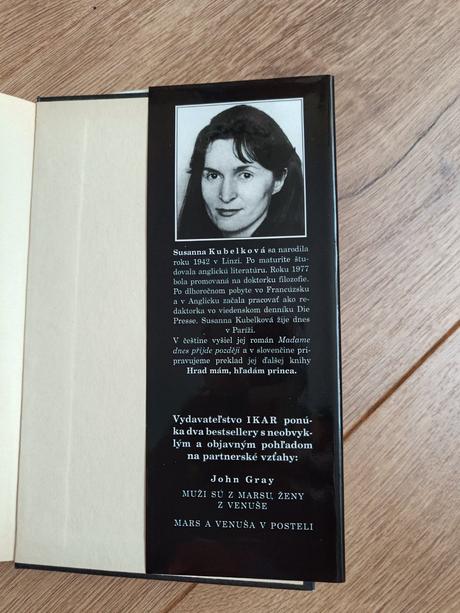 Susanna Kubelková sa narodila
roku 1942 v Linzi. Po maturite štu-
dovala anglickú literatúru. Roku 1977
bola promovaná na doktorku filozofie.
Po dlhoročnom pobyte vo Francúzsku
a v Anglicku začala pracovať ako re-
daktorka vo viedenskom denníku Die
Presse. Susanna Kubelková žije dnes
v Paríži.
V češtine vyšiel jej román Madame
dnes přijde později a v slovenčine pri-
pravujeme preklad jej ďalšej knihy
Hrad mám, hľadám princa.
Vydavateľstvo IKAR ponú-
ka dva bestsellery s neobvyk-
lým a objavným pohľadom
na partnerské vzťahy:
John Gray
MUŽI SÚ Z MARSU, ŽENY
Z VENUŠE
MARS A VENUŠA V POSTELI